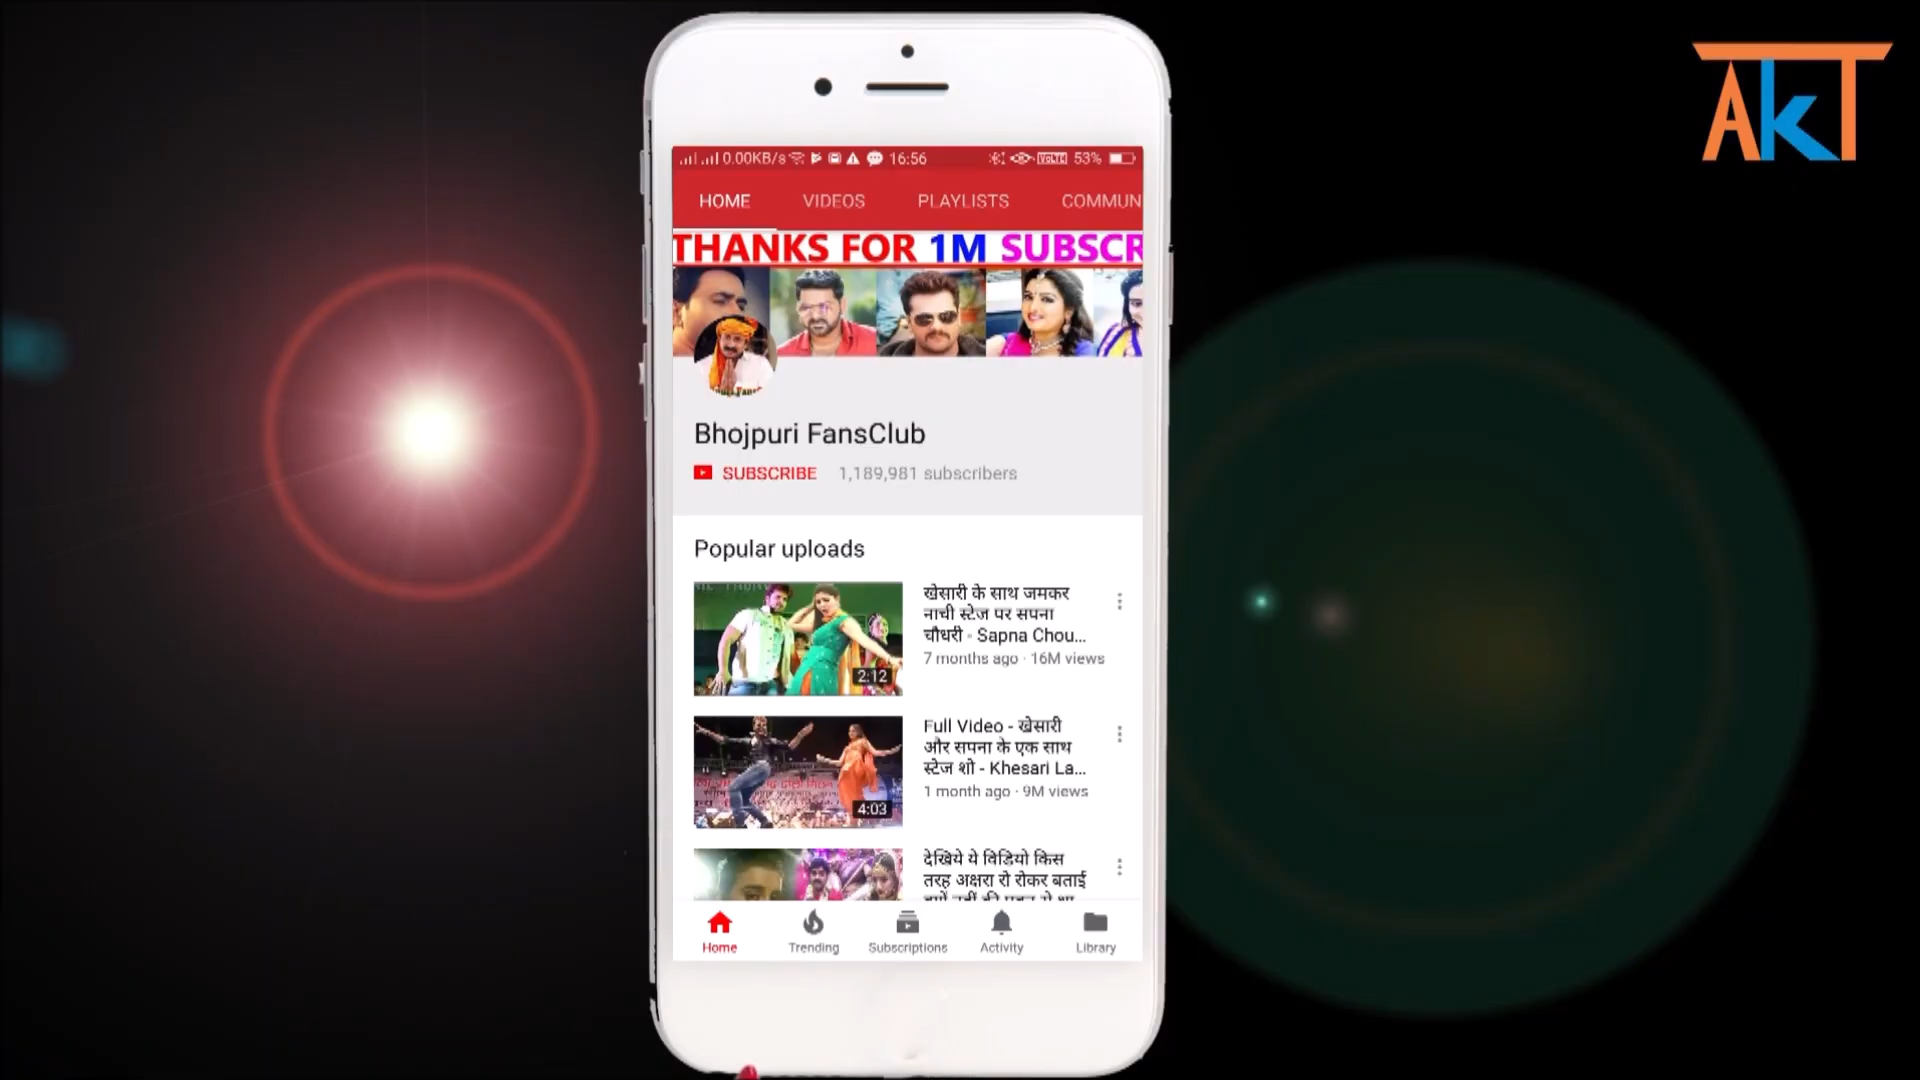 AKT
0.00KB/s 16:56 VoLTE 53%
HOME VIDEOS PLAYLISTS COMMUN
THANKS FOR 1M SUBSCR
Bhojpuri FansClub
SUBSCRIBE 1,189,981 subscribers
Popular uploads
खेसारी के साथ जमकर
नाची स्टेज पर सपना
चौधरी - Sapna Chou...
7 months ago · 16M views
2:12
Full Video - खेसारी
और सपना के एक साथ
स्टेज शो - Khesari La...
1 month ago · 9M views
4:03
देखिये ये विडियो किस
तरह अक्षरा रो रोकर बताई
Home Trending Subscriptions Activity Library